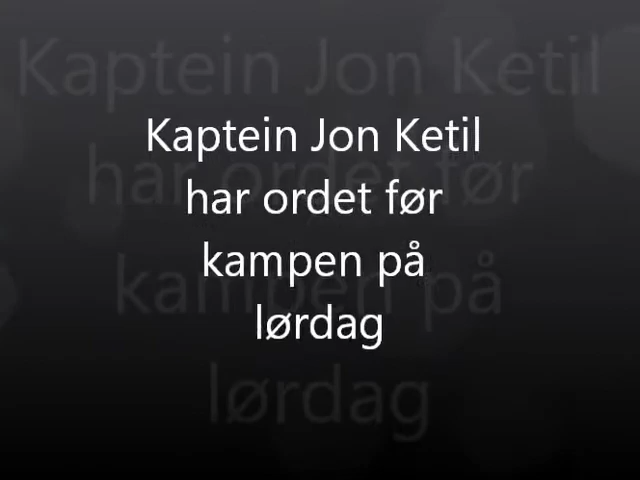 Kaptein Jon Ketil
har ordet før
kampen på
lørdag